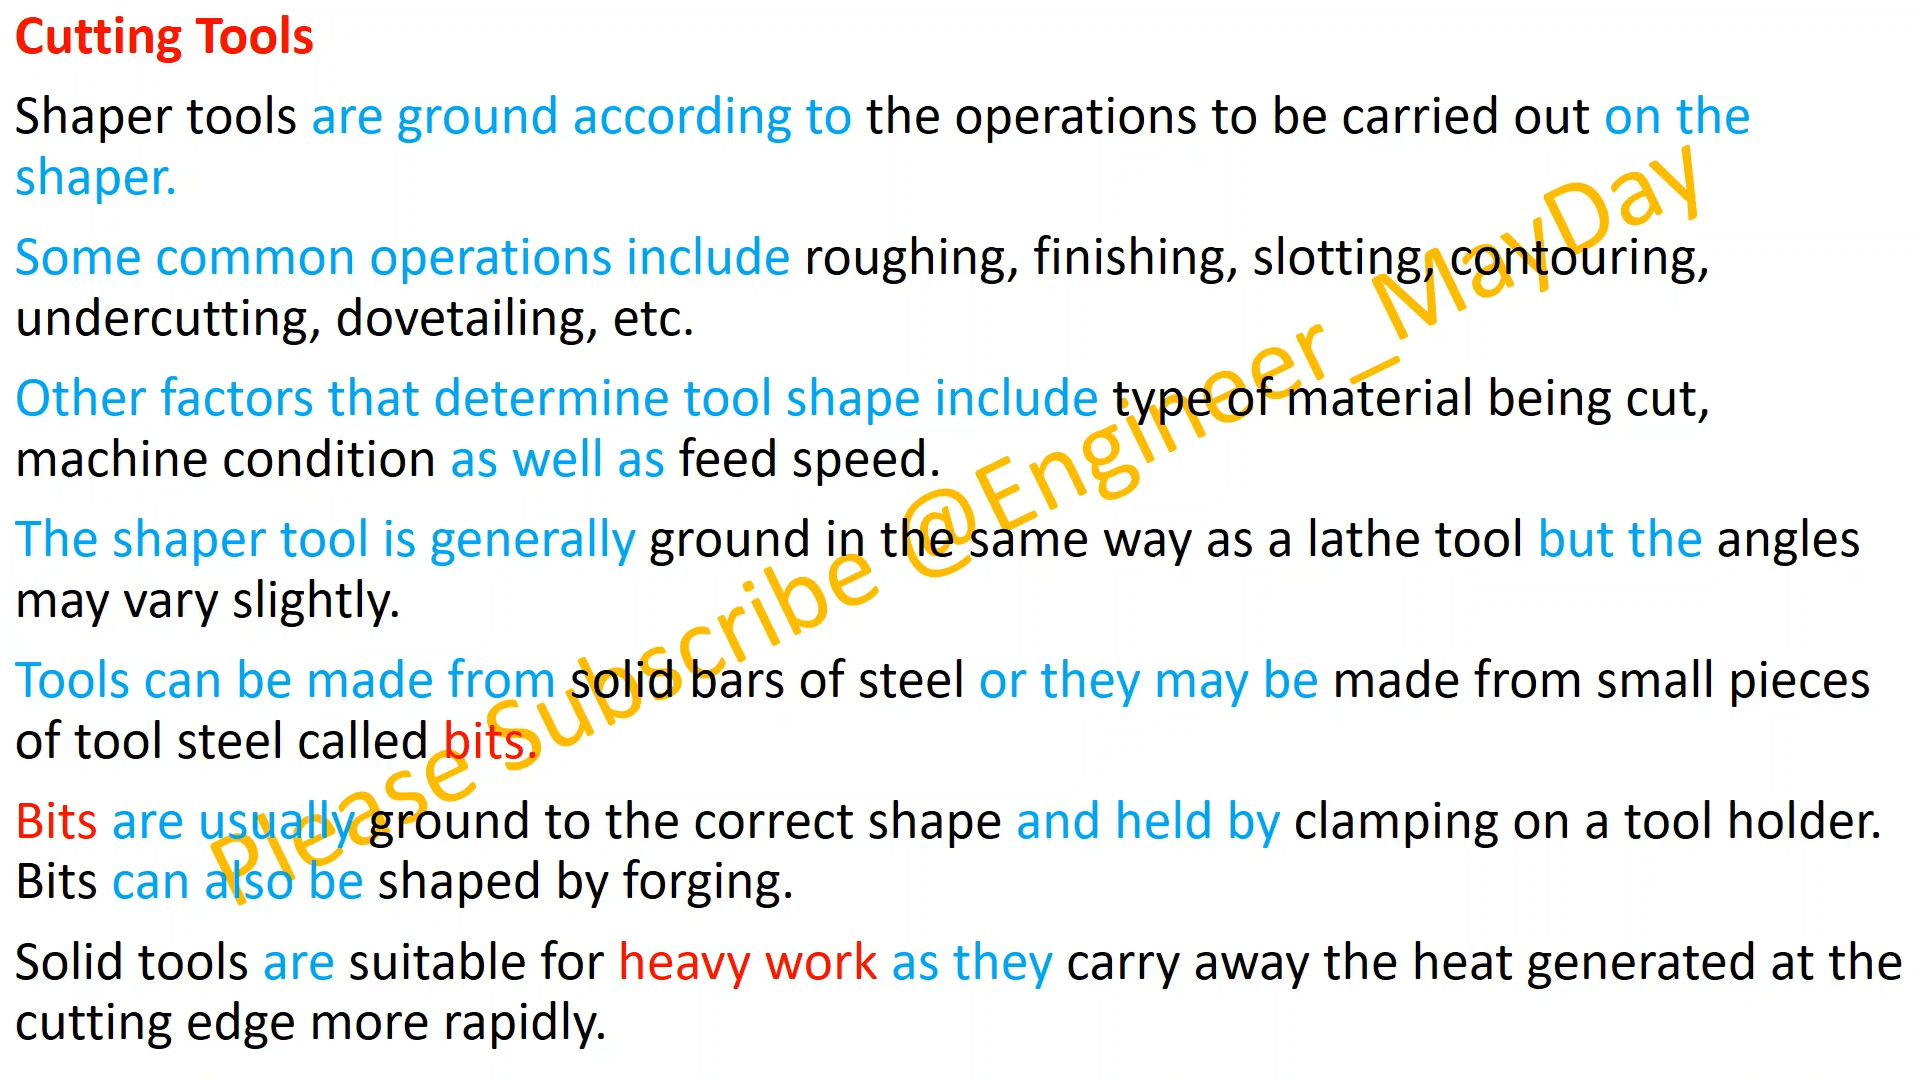 Cutting Tools
Shaper tools are ground according to the operations to be carried out on the
shaper.
Some common operations include roughing, finishing, slotting, contouring,
undercutting, dovetailing, etc.
Other factors that determine tool shape include type of material being cut,
machine condition as well as feed speed.
The shaper tool is generally ground in the same way as a lathe tool but the angles
may vary slightly.
Tools can be made from solid bars of steel or they may be made from small pieces
of tool steel called bits.
Bits are usually ground to the correct shape and held by clamping on a tool holder.
Bits can also be shaped by forging.
Solid tools are suitable for heavy work as they carry away the heat generated at the
cutting edge more rapidly.
Please Subscribe @Engineer_MayDay